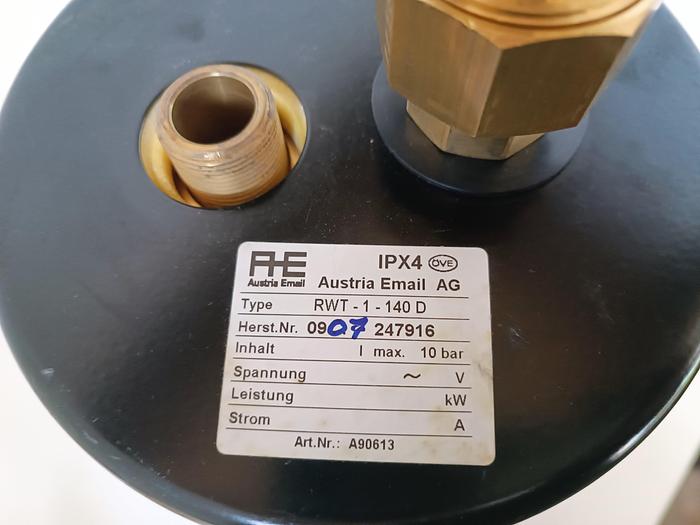 AHE IPX4 ÖVE
Austria Email Austria Email AG
Type RWT - 1 - 140 D
Herst.Nr. 0907 247916
Inhalt l max. 10 bar
Spannung ~ V
Leistung kW
Strom A
Art.Nr.: A90613